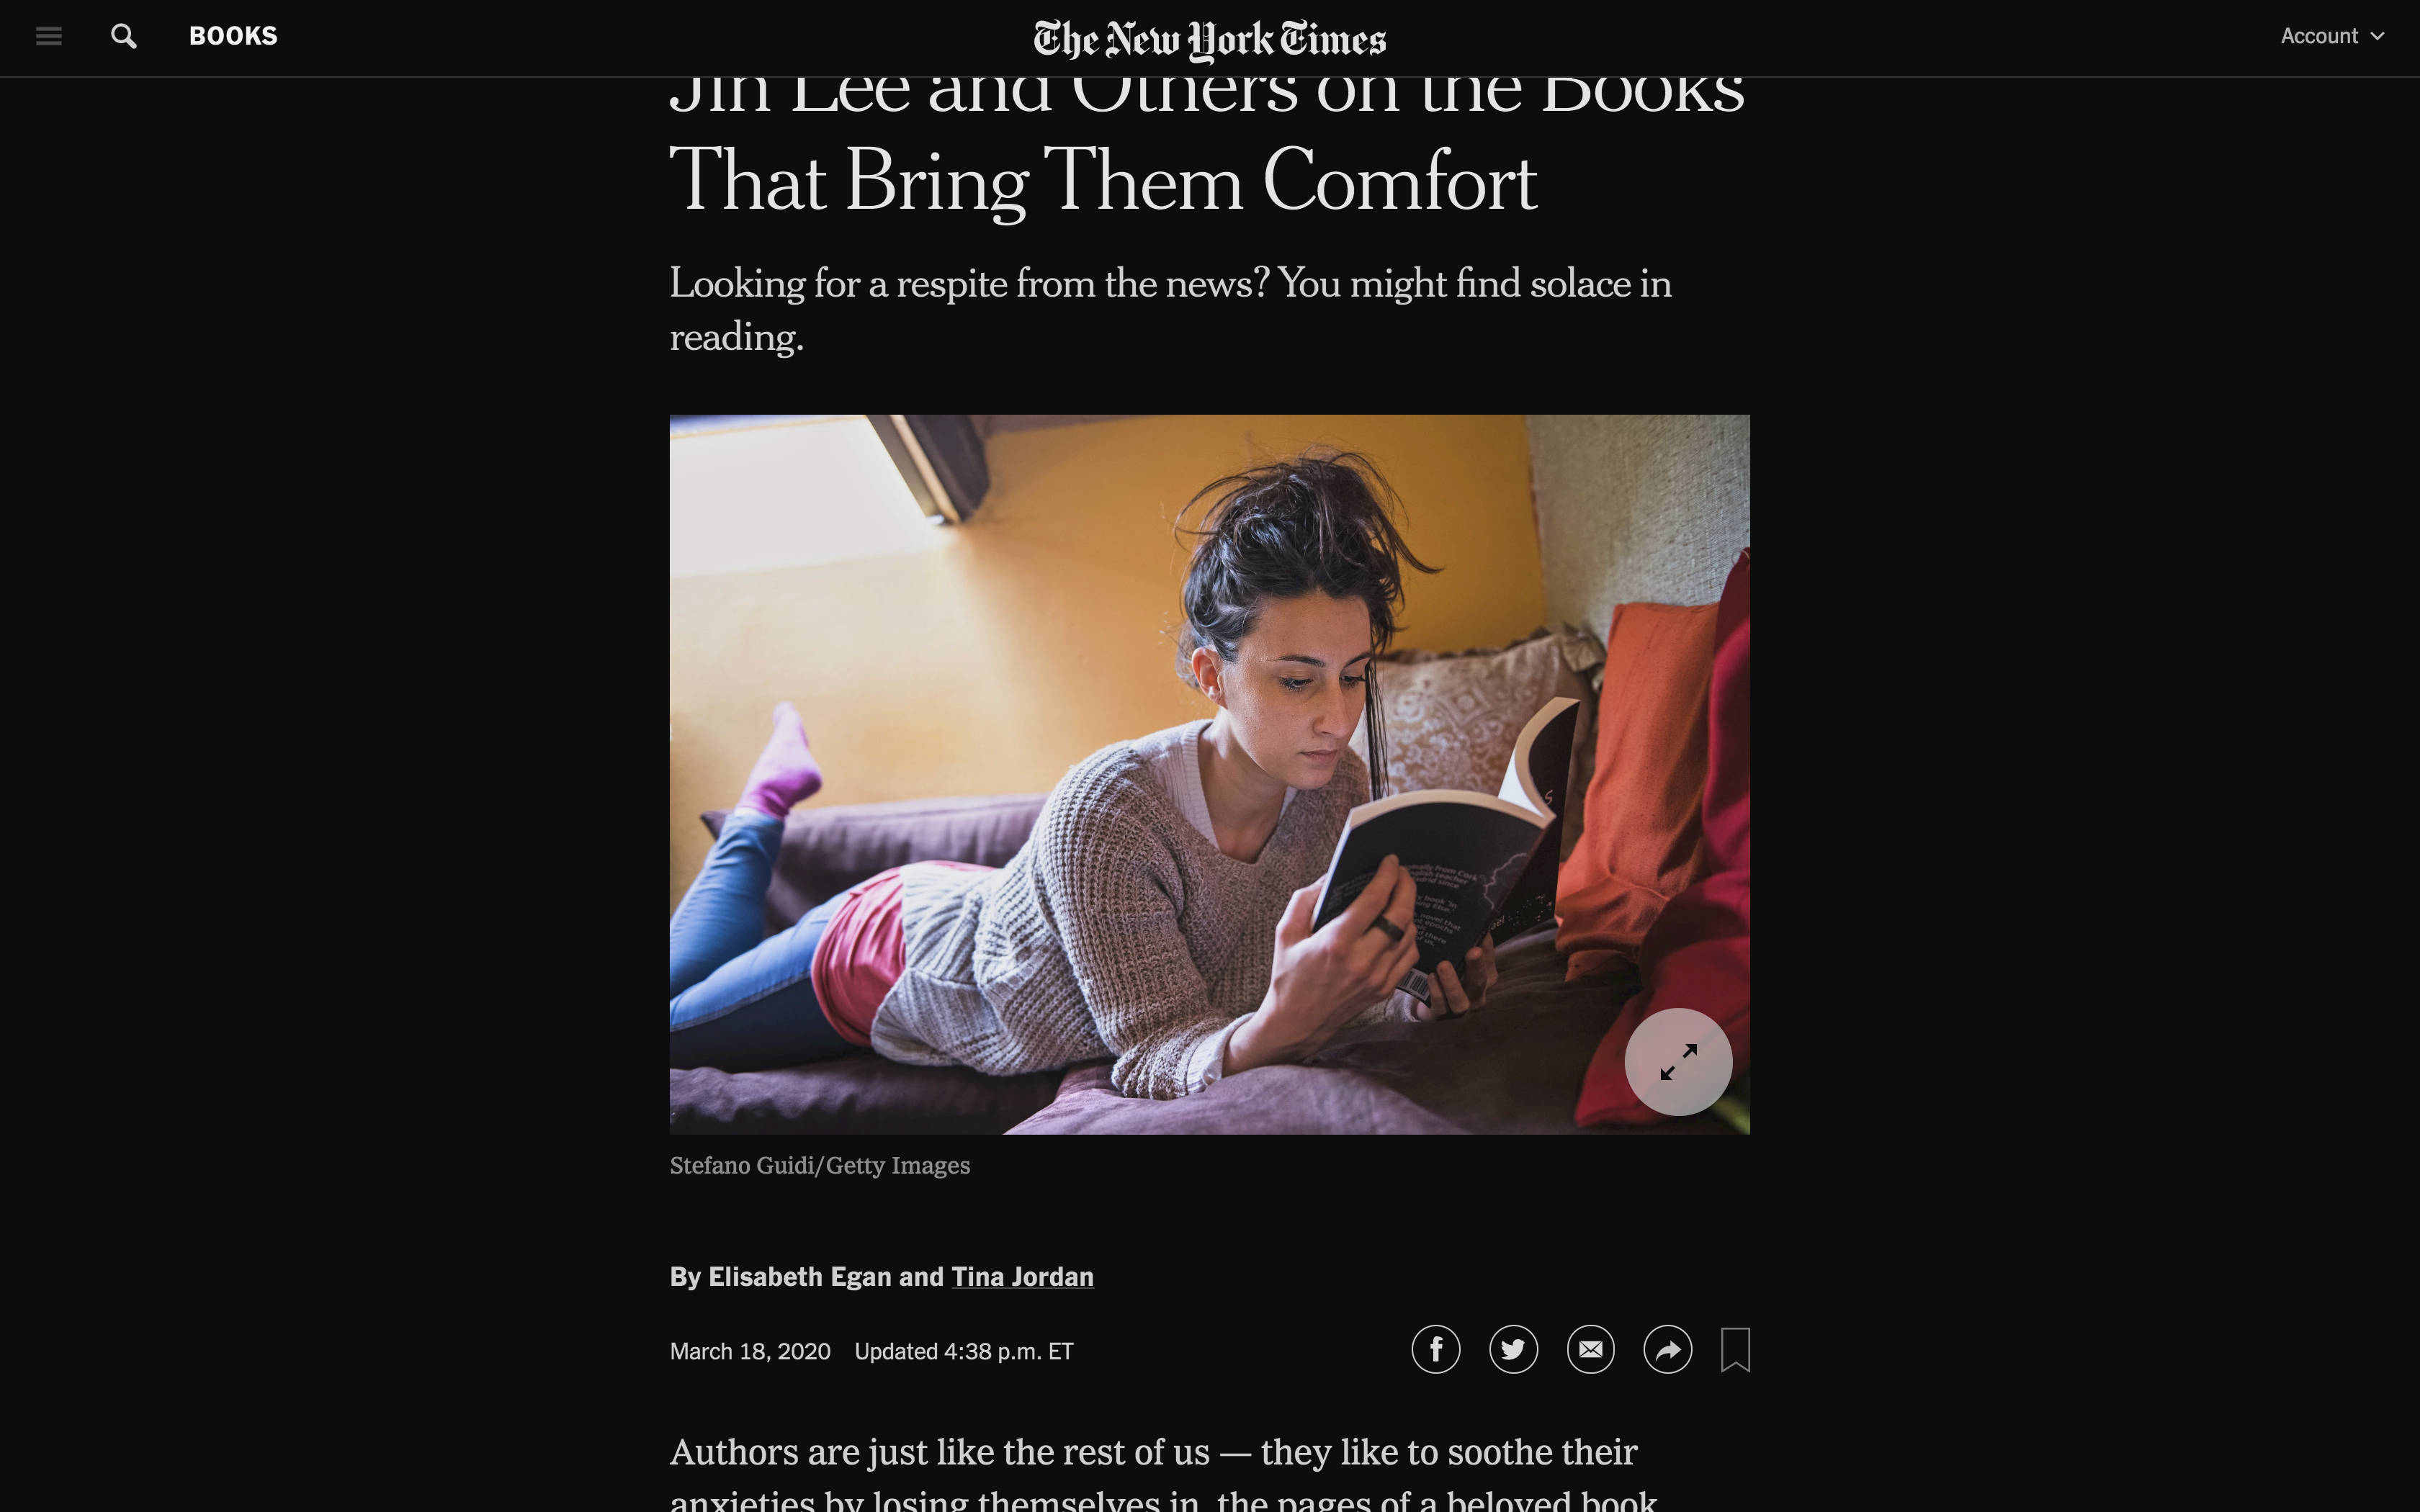 BOOKS
The New York Times
Account
Jin Lee and Others on the Books
That Bring Them Comfort
Looking for a respite from the news? You might find solace in
reading.
Stefano Guidi/Getty Images
By Elisabeth Egan and Tina Jordan
March 18, 2020 Updated 4:38 p.m. ET
Authors are just like the rest of us — they like to soothe their
anxieties by losing themselves in the pages of a beloved book